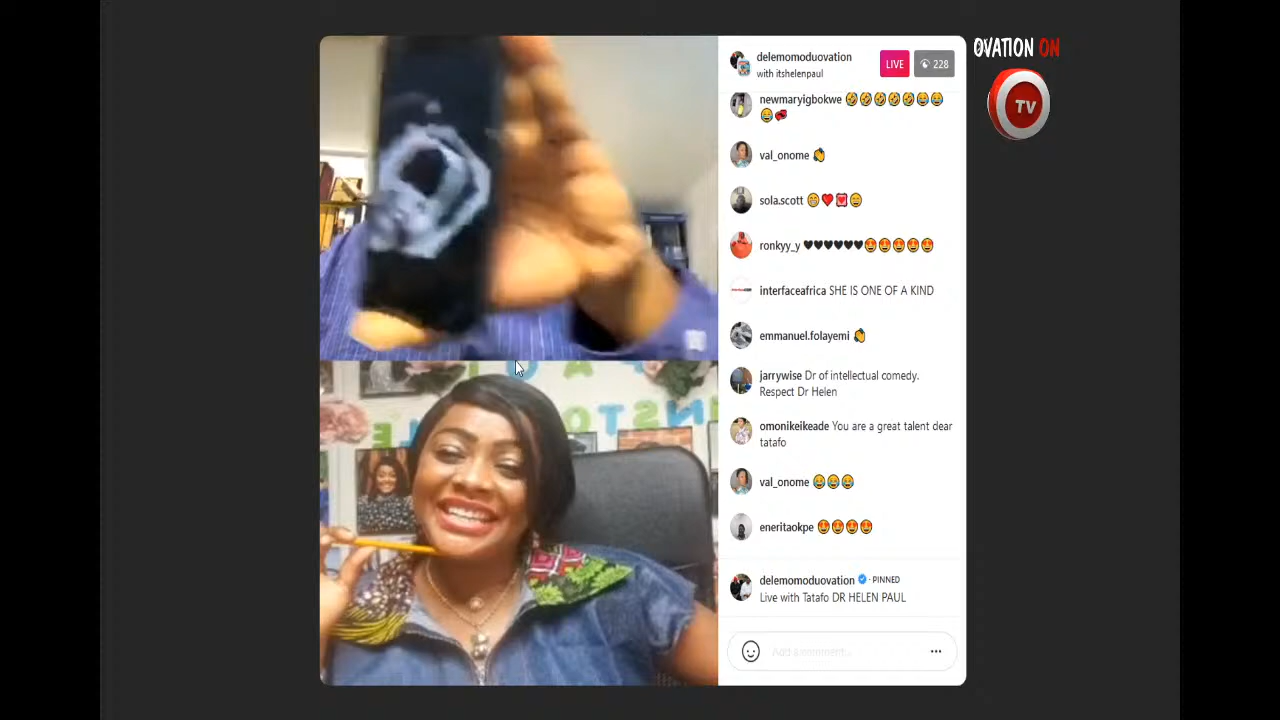 OVATION ON
TV
delemomoduovation
with itshelenpaul
LIVE
228
newmaryigbokwe 🤣🤣🤣🤣🤣😂😂
😂💋
val_onome 👏
sola.scott 😁❤️💟😊
ronkyy_y 🖤🖤🖤🖤🖤🖤🤩🤩🤩🤩🤩
interfaceafrica SHE IS ONE OF A KIND
emmanuel.folayemi 👏
jarrywise Dr of intellectual comedy.
Respect Dr Helen
omonikeikeade You are a great talent dear
tatafo
val_onome 😂😂😂
eneritaokpe 😍😍😍😍
delemomoduovation · PINNED
Live with Tatafo DR HELEN PAUL
Add a comment...